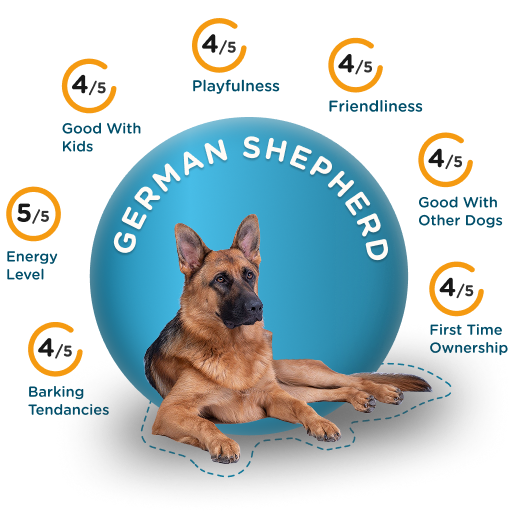 4/5
Playfulness
4/5
Friendliness
4/5
Good With
Kids
GERMAN SHEPHERD
4/5
Good With
Other Dogs
5/5
Energy
Level
4/5
First Time
Ownership
4/5
Barking
Tendancies